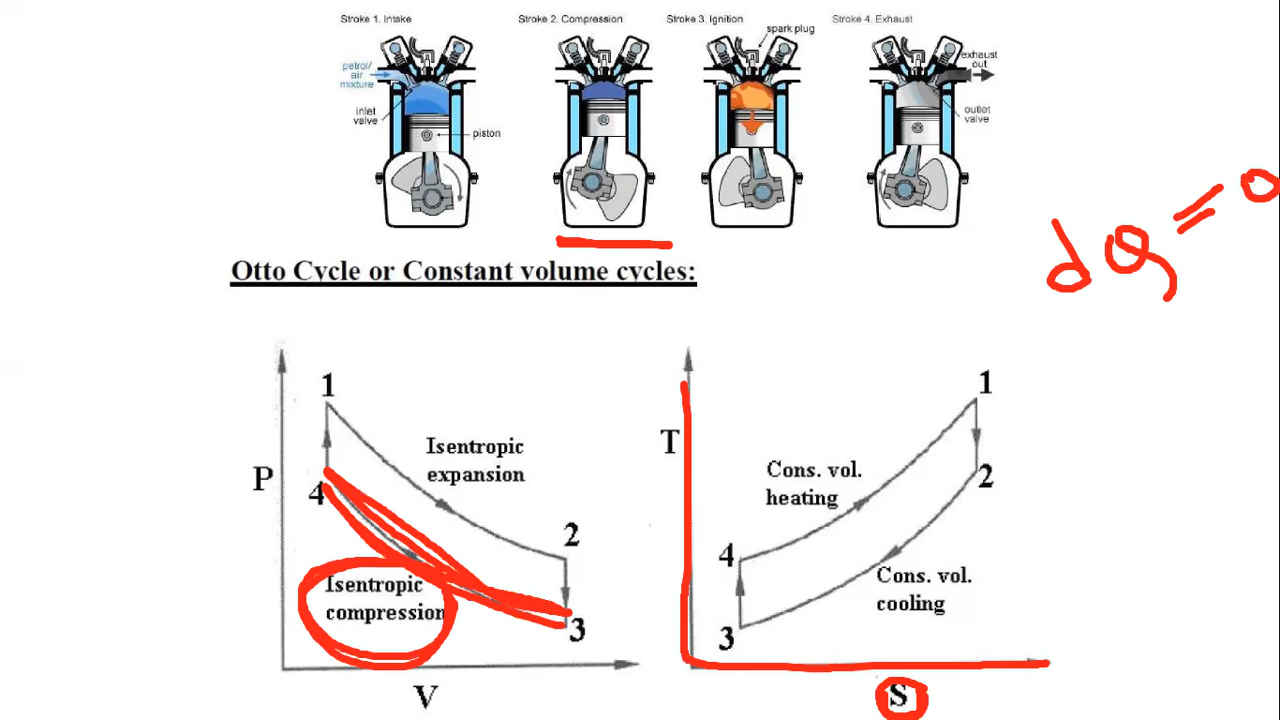 Stroke 1. Intake
Stroke 2. Compression
Stroke 3. Ignition
Stroke 4. Exhaust
spark plug
petrol/
air
mixture
exhaust
out
inlet
valve
piston
outlet
valve
dQ = 0
Otto Cycle or Constant volume cycles:
1
Isentropic
expansion
P
4
2
Isentropic
compression
3
V
1
T
Cons. vol.
heating
2
4
Cons. vol.
cooling
3
S